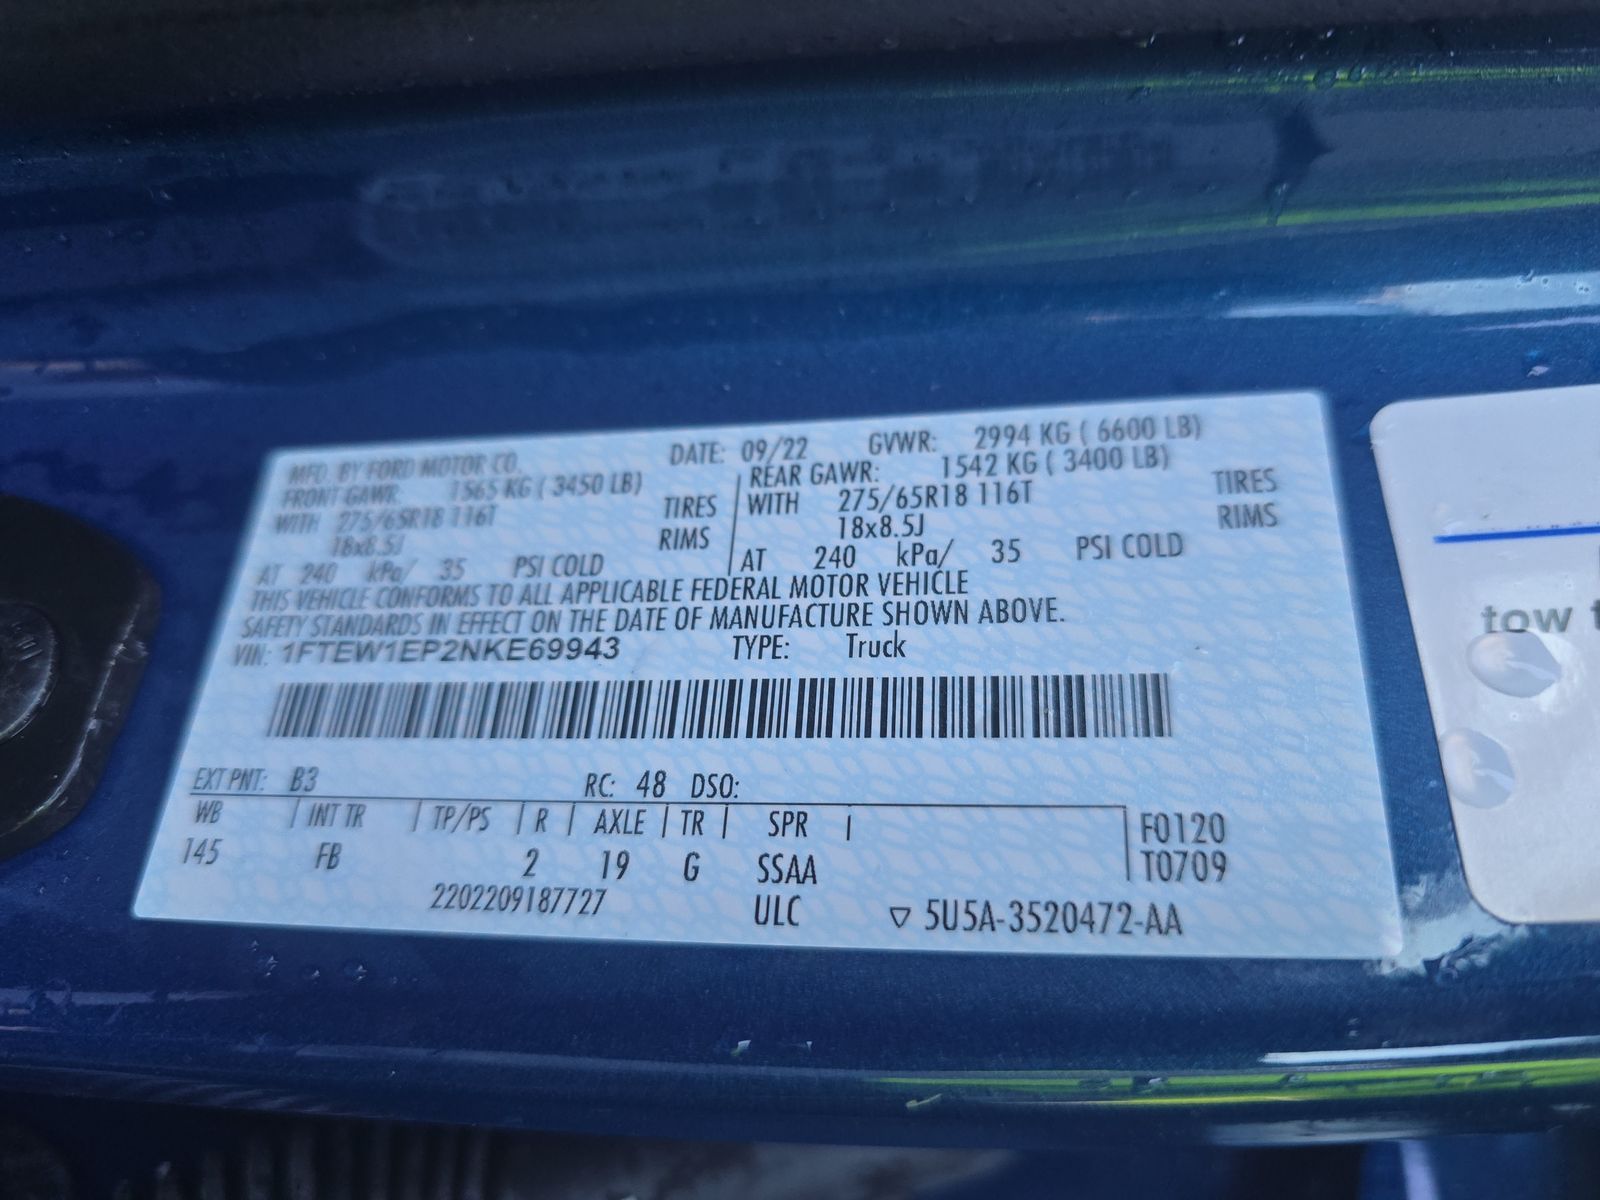 MFD. BY FORD MOTOR CO. DATE: 09/22 GVWR: 2994 KG ( 6600 LB)
FRONT GAWR: 1565 KG ( 3450 LB) REAR GAWR: 1542 KG ( 3400 LB)
WITH 275/65R18 116T TIRES WITH 275/65R18 116T TIRES
18x8.5J RIMS 18x8.5J RIMS
AT 240 kPa/ 35 PSI COLD AT 240 kPa/ 35 PSI COLD
THIS VEHICLE CONFORMS TO ALL APPLICABLE FEDERAL MOTOR VEHICLE
SAFETY STANDARDS IN EFFECT ON THE DATE OF MANUFACTURE SHOWN ABOVE.
VIN: 1FTEW1EP2NKE69943 TYPE: Truck
EXT PNT: B3 RC: 48 DSO:
WB INT TR TP/PS R AXLE TR SPR F0120
145 FB 2 19 G SSAA T0709
2202209187727 ULC ▽ 5U5A-3520472-AA
tow